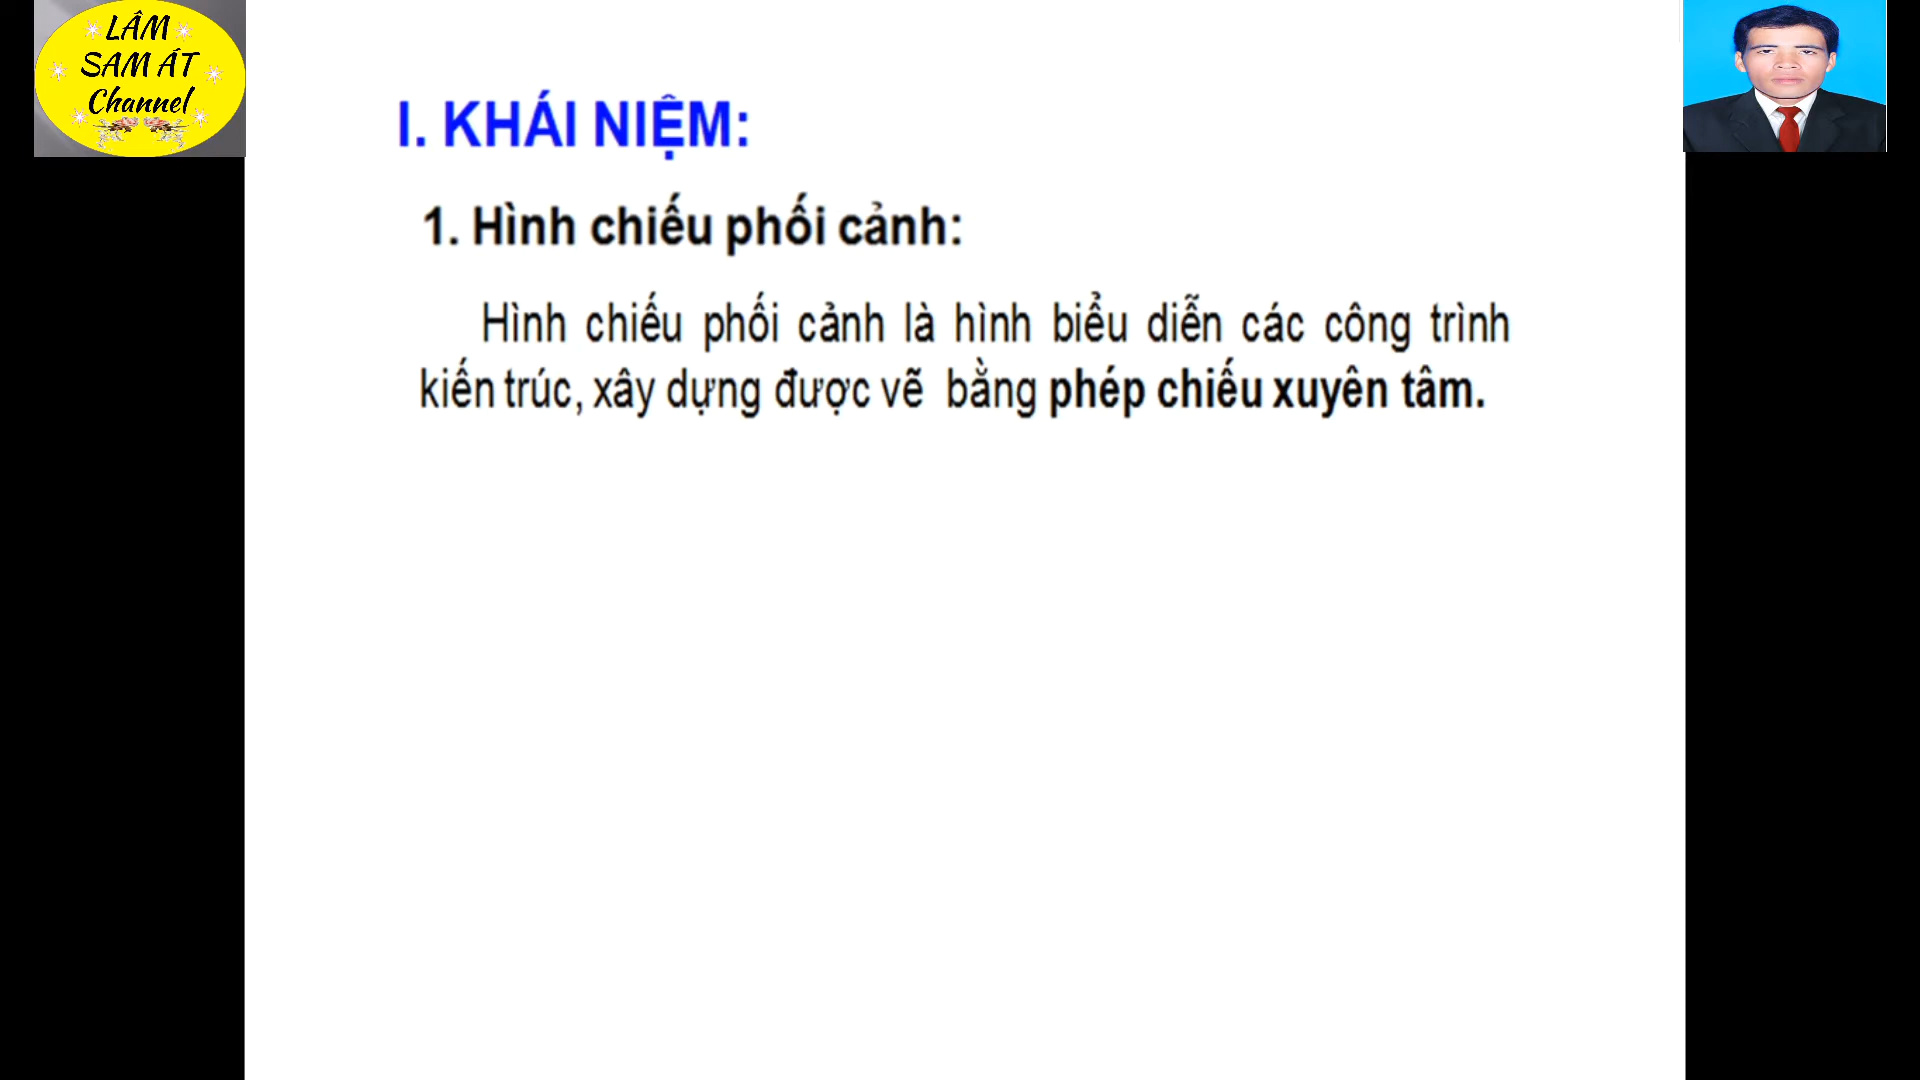 LÂM
SAM ÁT
Channel
I. KHÁI NIỆM:
1. Hình chiếu phối cảnh:
Hình chiếu phối cảnh là hình biểu diễn các công trình
kiến trúc, xây dựng được vẽ bằng phép chiếu xuyên tâm.